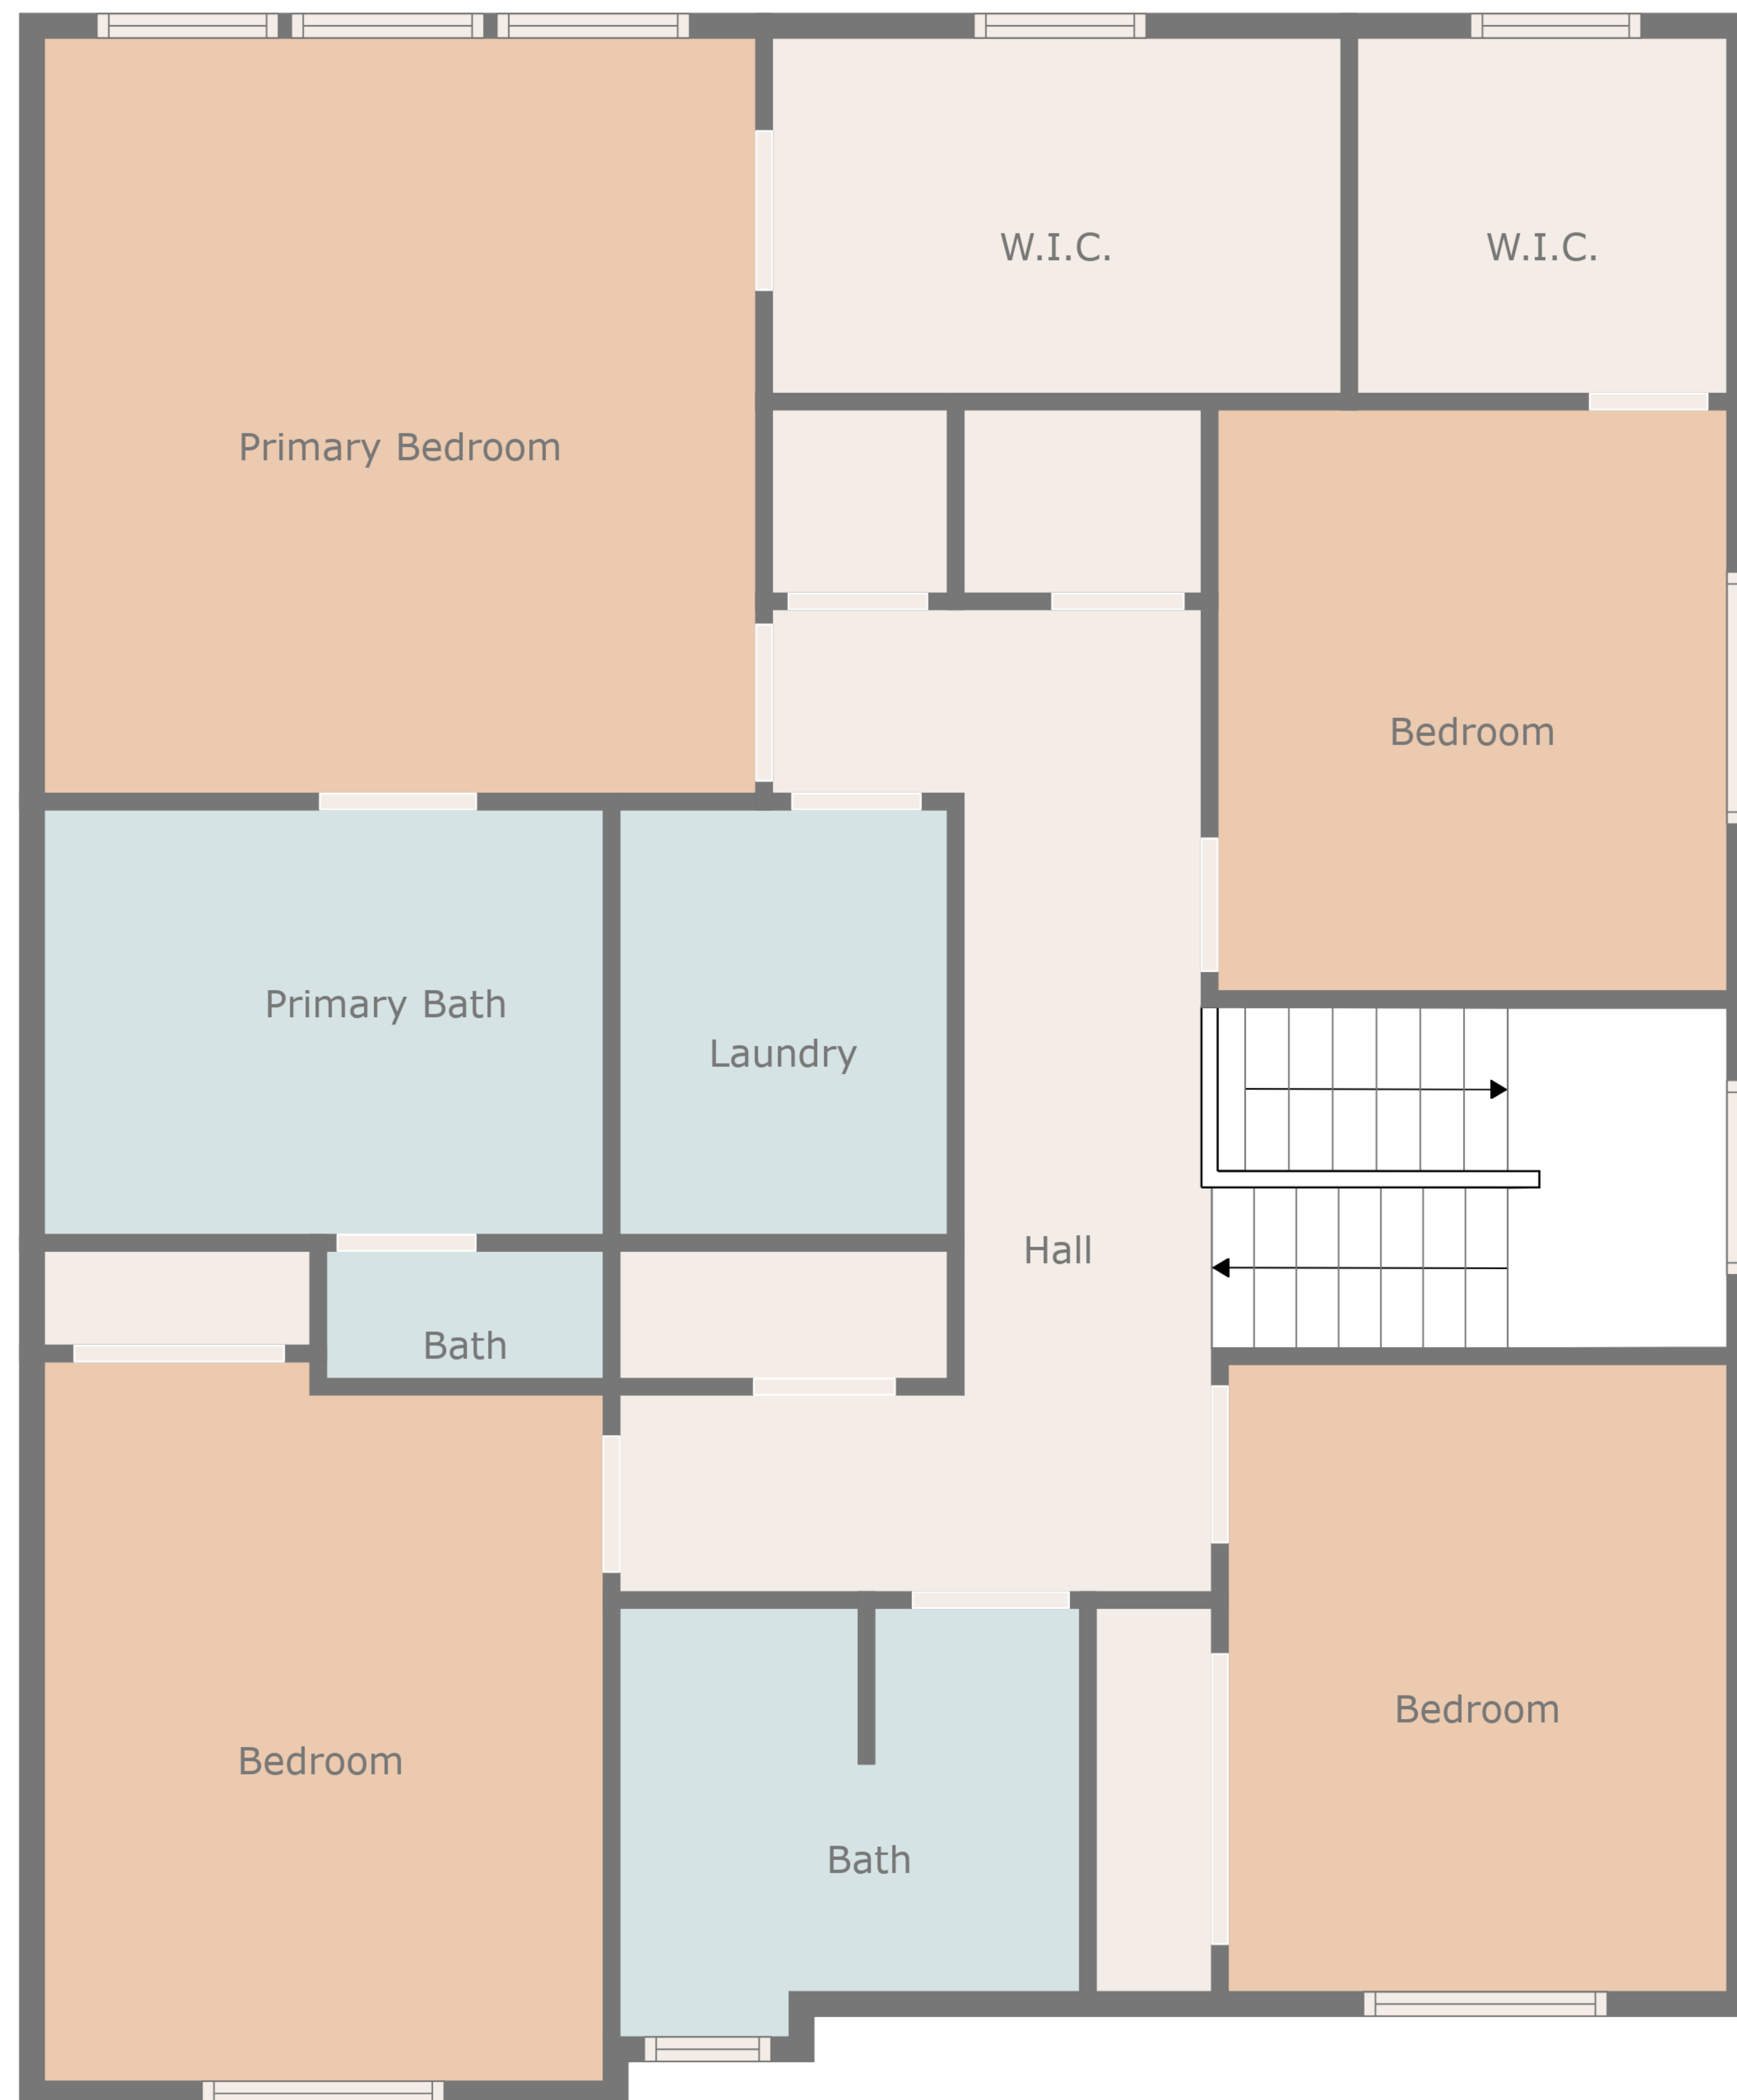 W.I.C.
W.I.C.
Primary Bedroom
Bedroom
Primary Bath
Laundry
Hall
Bath
Bedroom
Bedroom
Bath